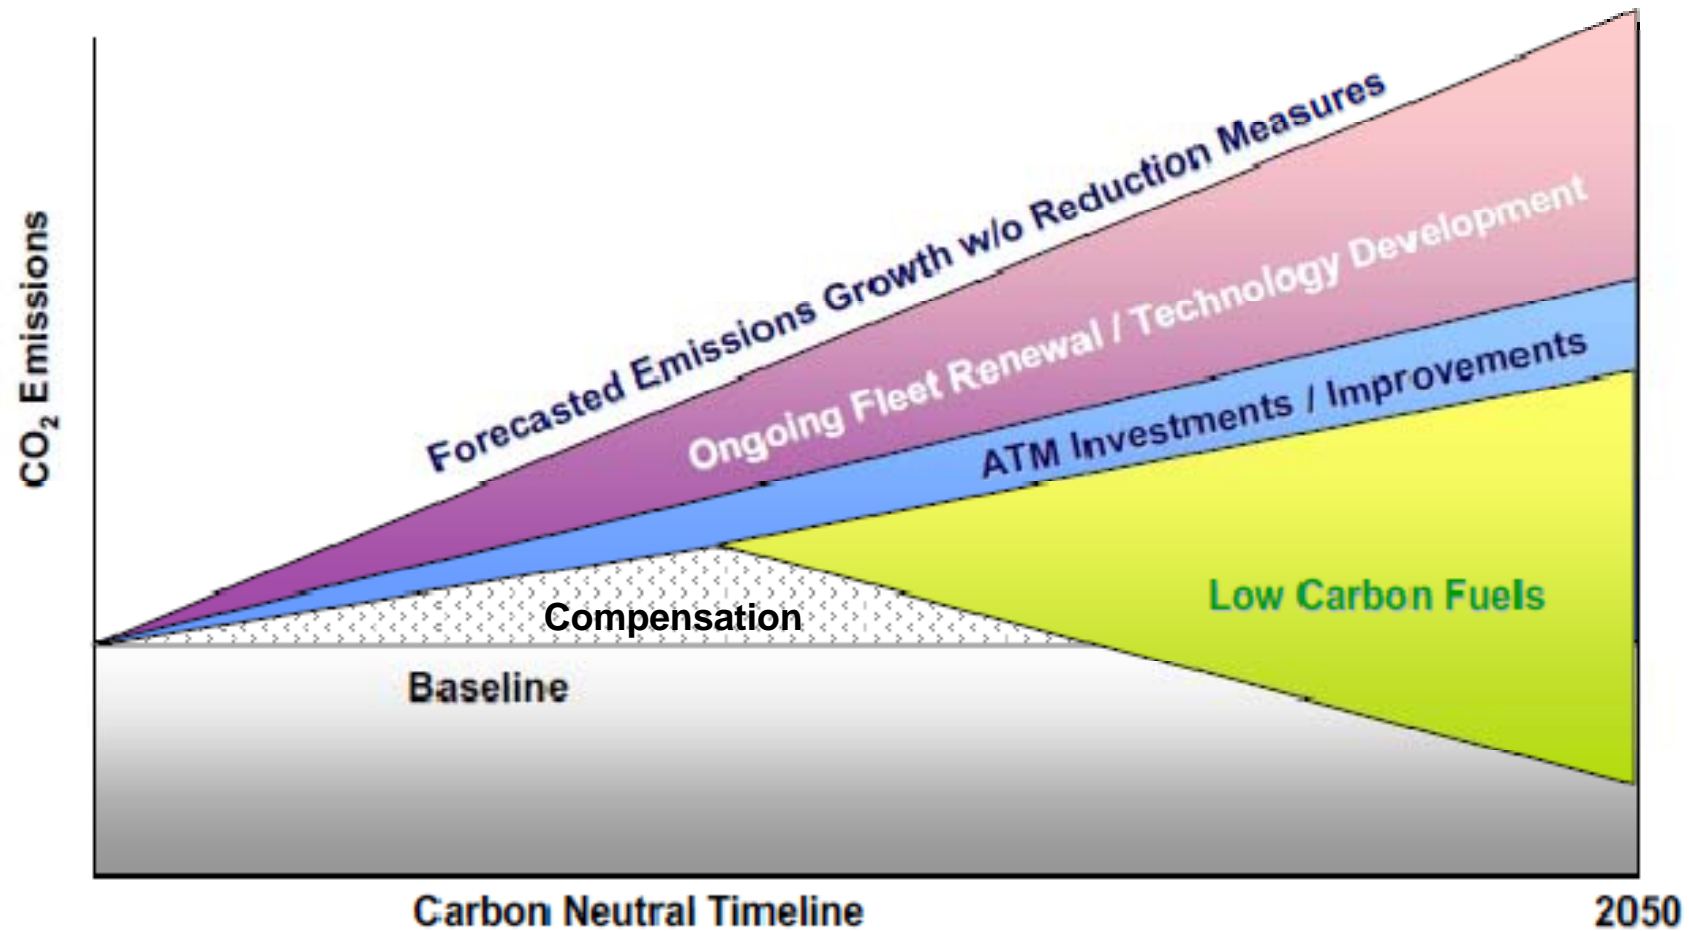 CO₂ Emissions
Forecasted Emissions Growth w/o Reduction Measures
Ongoing Fleet Renewal / Technology Development
ATM Investments / Improvements
Low Carbon Fuels
Compensation
Baseline
Carbon Neutral Timeline
2050